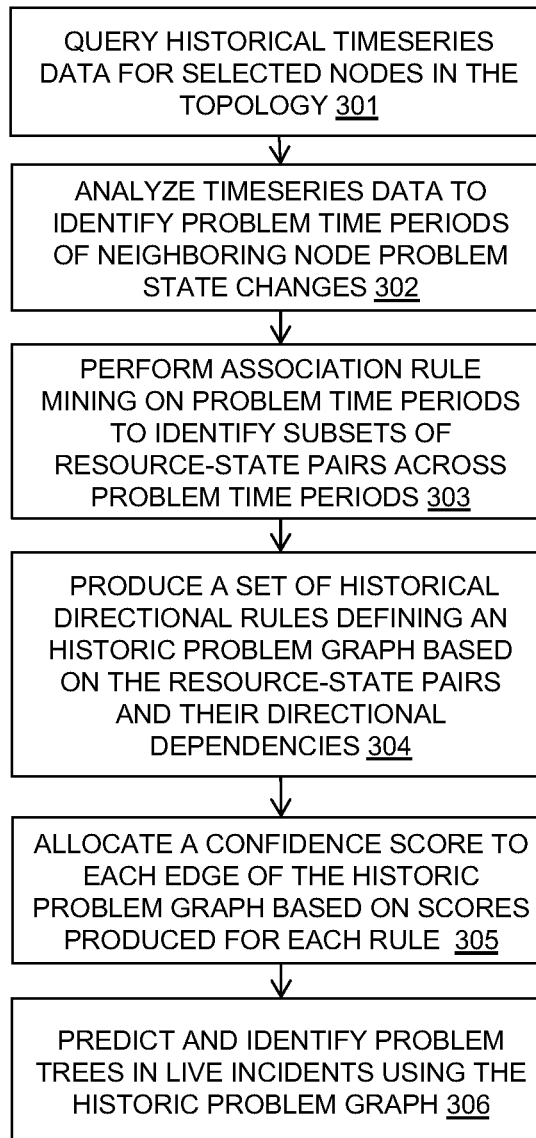 QUERY HISTORICAL TIMESERIES
DATA FOR SELECTED NODES IN THE
TOPOLOGY 301
ANALYZE TIMESERIES DATA TO
IDENTIFY PROBLEM TIME PERIODS
OF NEIGHBORING NODE PROBLEM
STATE CHANGES 302
PERFORM ASSOCIATION RULE
MINING ON PROBLEM TIME PERIODS
TO IDENTIFY SUBSETS OF
RESOURCE-STATE PAIRS ACROSS
PROBLEM TIME PERIODS 303
PRODUCE A SET OF HISTORICAL
DIRECTIONAL RULES DEFINING AN
HISTORIC PROBLEM GRAPH BASED
ON THE RESOURCE-STATE PAIRS
AND THEIR DIRECTIONAL
DEPENDENCIES 304
ALLOCATE A CONFIDENCE SCORE TO
EACH EDGE OF THE HISTORIC
PROBLEM GRAPH BASED ON SCORES
PRODUCED FOR EACH RULE 305
PREDICT AND IDENTIFY PROBLEM
TREES IN LIVE INCIDENTS USING THE
HISTORIC PROBLEM GRAPH 306